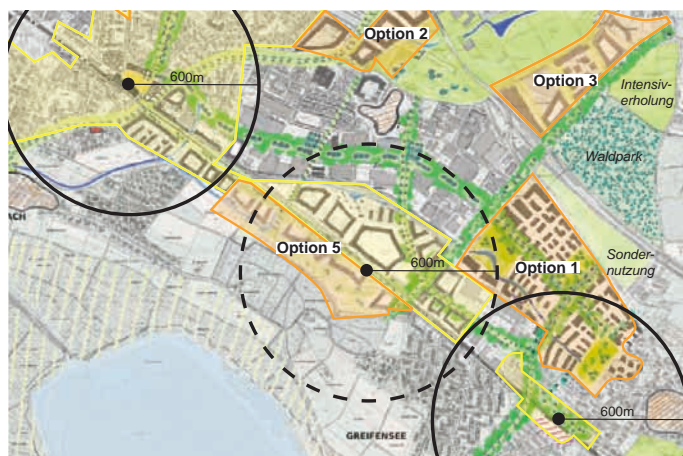 Option 2
600m
Option 3
Intensiv-
erholung
Waldpark
ACH
Option 5
600m
Option 1
Sonder-
nutzung
600m
GREIFENSEE